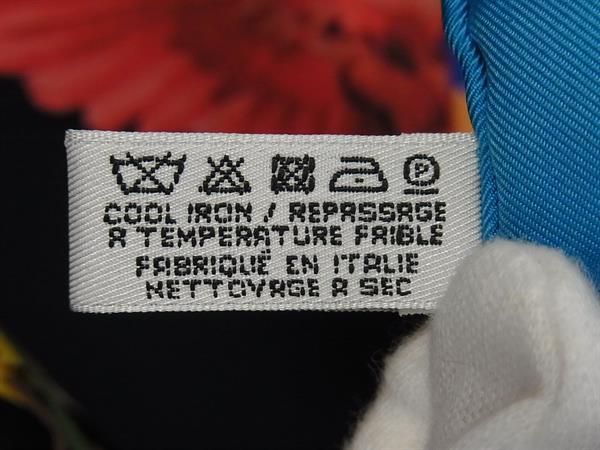 P
COOL IRON / REPASSAGE
A TEMPERATURE FAIBLE
FABRIQUÉ EN ITALIE
NETTOYAGE A SEC